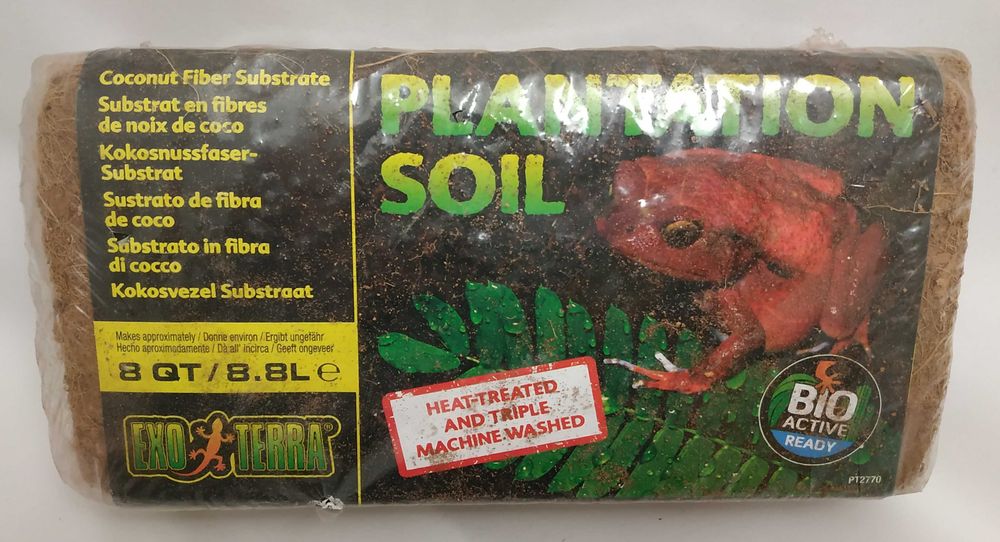 Coconut Fiber Substrate
Substrat en fibres
de noix de coco
Kokosnussfaser-
Substrat
Sustrato de fibra
de coco
Substrato in fibra
di cocco
Kokosvezel Substraat
Makes approximately / Donne environ / Ergibt ungefähr
Hecho aproximadamente / Dà all' incirca / Geeft ongeveer
8 QT / 8.8L ℮
EXO TERRA®
PLANTATION
SOIL
HEAT-TREATED
AND TRIPLE
MACHINE WASHED
BIO
ACTIVE
READY
PT2770